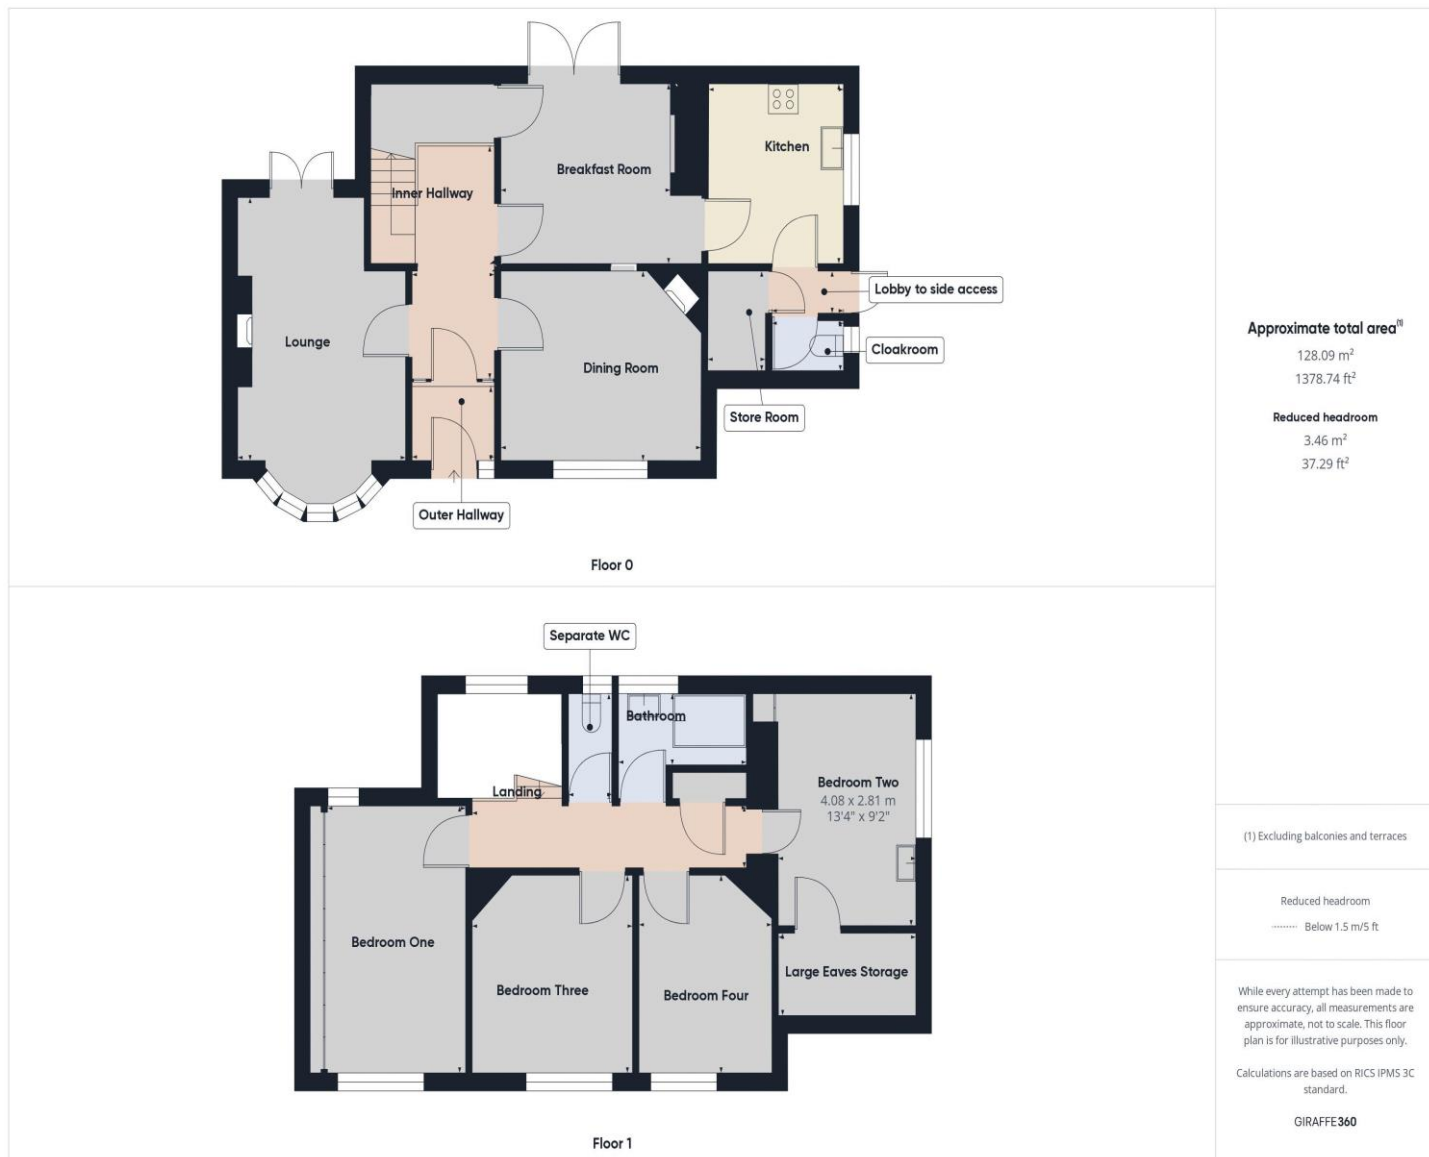 Breakfast Room
Kitchen
Inner Hallway
Lobby to side access
Lounge
Cloakroom
Dining Room
Store Room
Outer Hallway
Floor 0
Separate WC
Bathroom
Landing
Bedroom Two
4.08 x 2.81 m
13'4" x 9'2"
Bedroom One
Large Eaves Storage
Bedroom Three
Bedroom Four
Floor 1
Approximate total area(1)
128.09 m²
1378.74 ft²
Reduced headroom
3.46 m²
37.29 ft²
(1) Excluding balconies and terraces
Reduced headroom
Below 1.5 m/5 ft
While every attempt has been made to
ensure accuracy, all measurements are
approximate, not to scale. This floor
plan is for illustrative purposes only.
Calculations are based on RICS IPMS 3C
standard.
GIRAFFE360